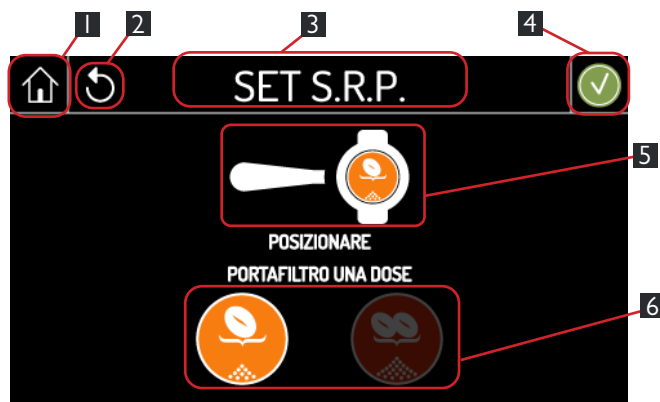 1 2 3 4
SET S.R.P.
5
POSIZIONARE
PORTAFILTRO UNA DOSE
6